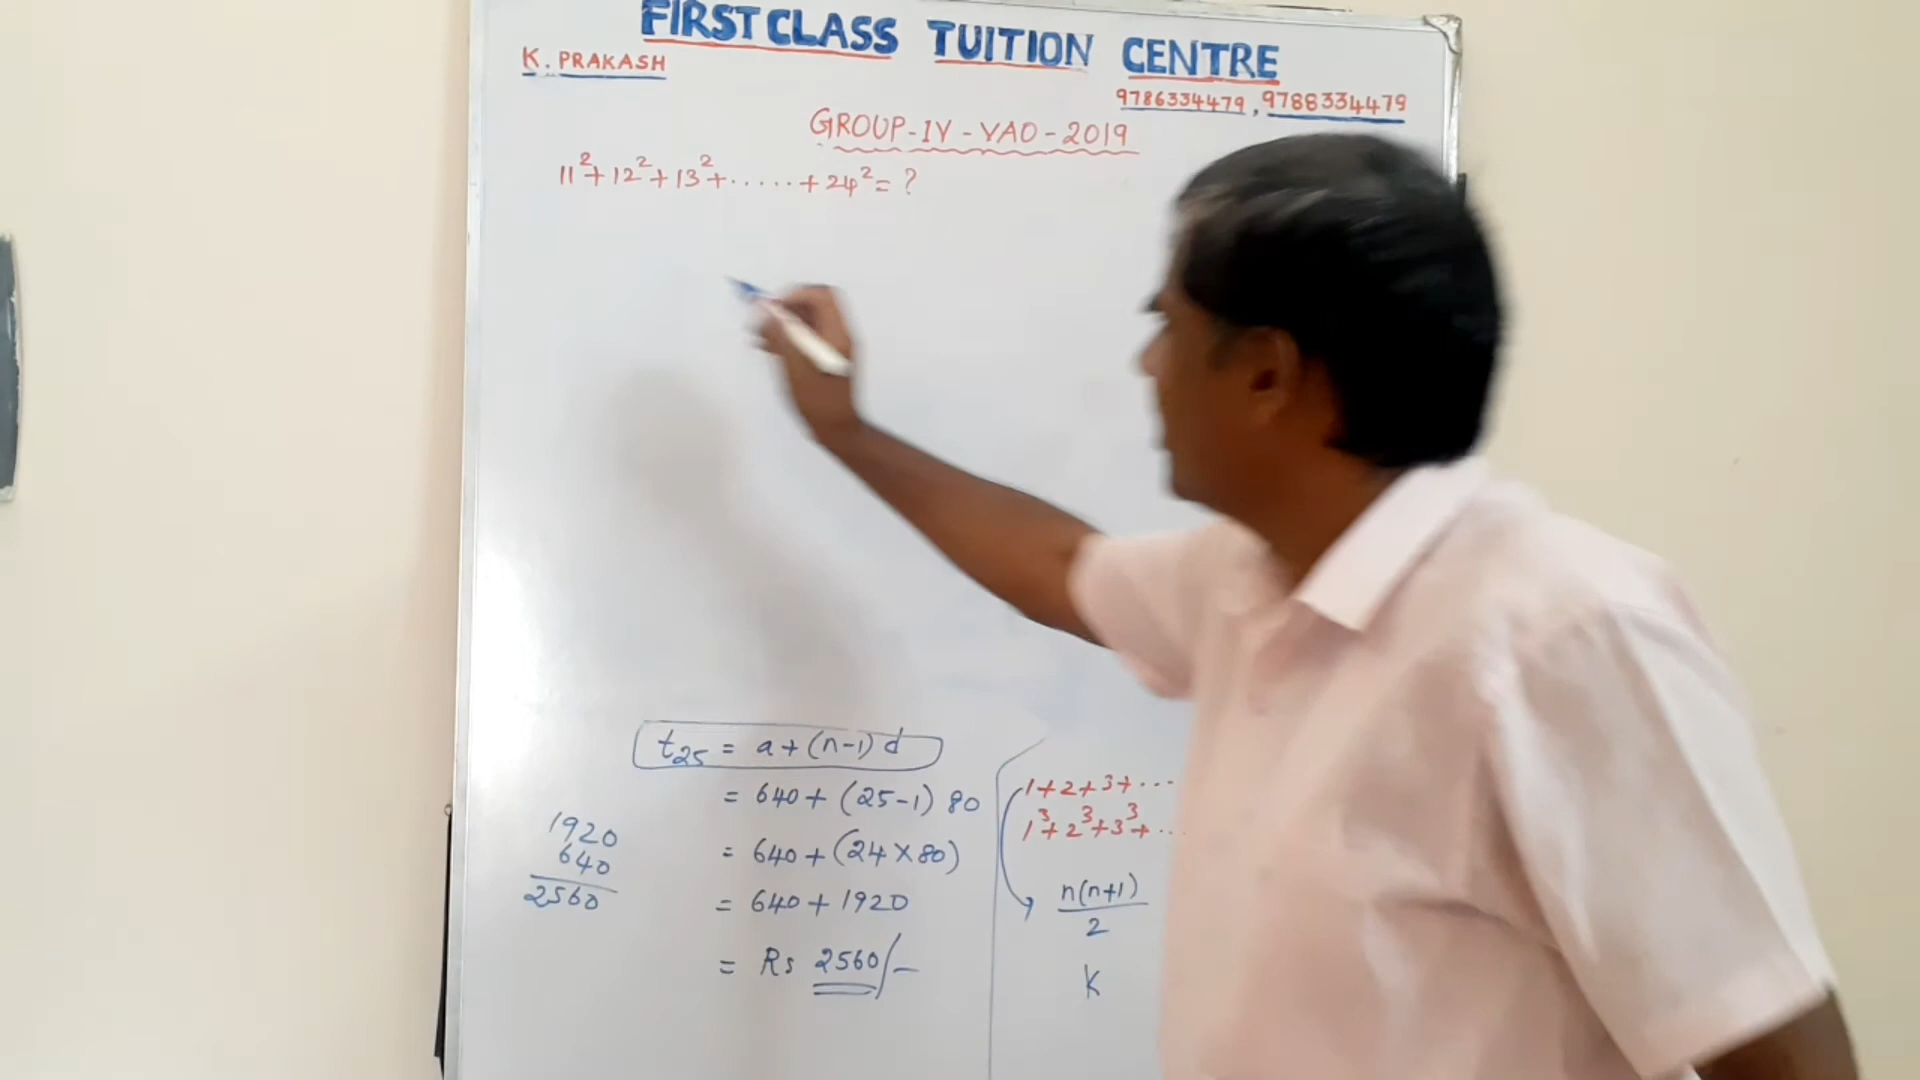 FIRST CLASS TUITION CENTRE
K. PRAKASH
9786334479, 9788334479
GROUP-IV-VAO-2019
11²+12²+13²+......+24²=?
t₂₅ = a+(n-1)d
= 640+(25-1)80
= 640+(24×80)
= 640+1920
= Rs 2560/-
1920
640
2560
1+2+3+...
1³+2³+3³+...
n(n+1)
2
K